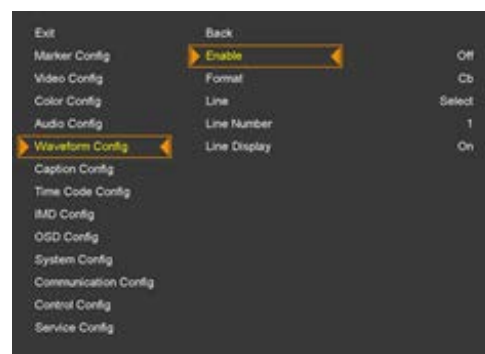 Exit
Marker Config
Video Config
Color Config
Audio Config
Waveform Config
Caption Config
Time Code Config
IMD Config
OSD Config
System Config
Communication Config
Control Config
Service Config
Back
Enable Off
Format Cb
Line Select
Line Number 1
Line Display On